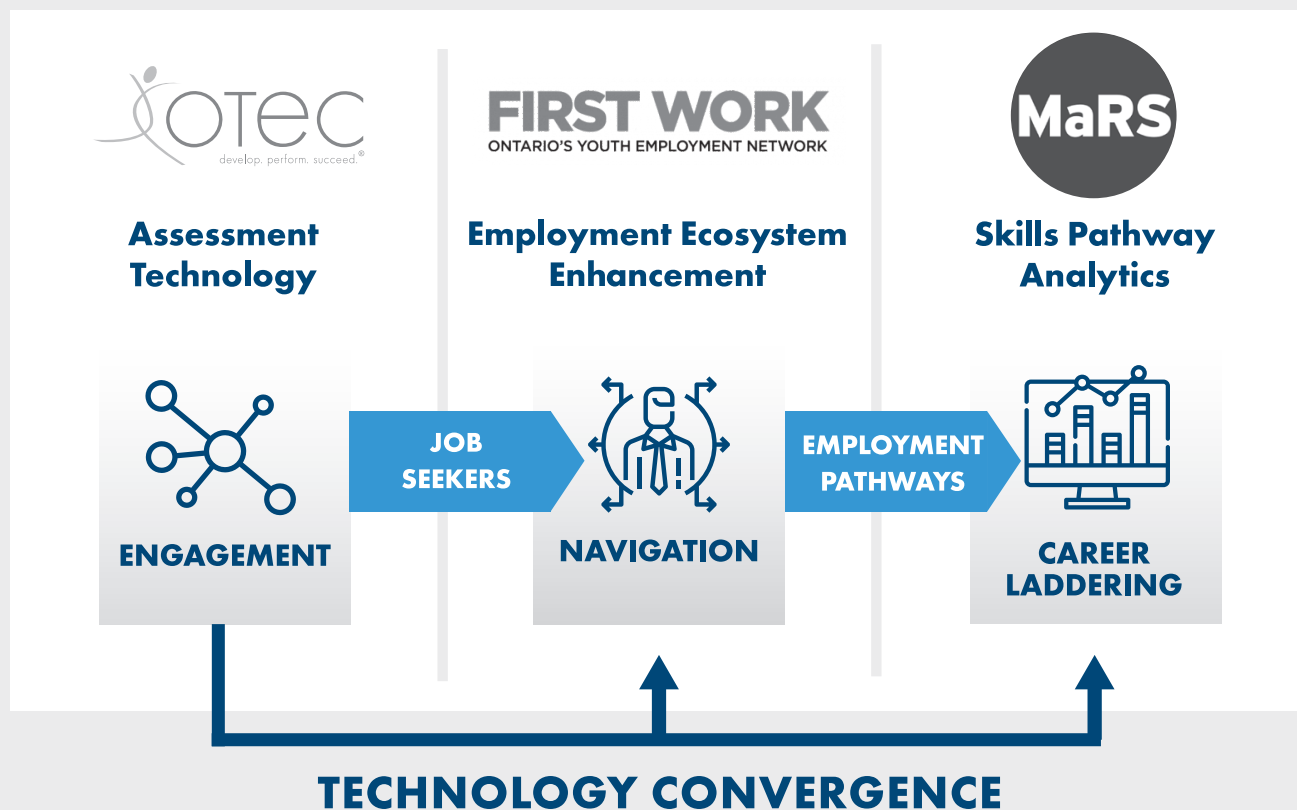 OTEC
develop. perform. succeed.®
FIRST WORK
ONTARIO'S YOUTH EMPLOYMENT NETWORK
MaRS
Assessment
Technology
Employment Ecosystem
Enhancement
Skills Pathway
Analytics
JOB
SEEKERS
EMPLOYMENT
PATHWAYS
ENGAGEMENT
NAVIGATION
CAREER
LADDERING
TECHNOLOGY CONVERGENCE